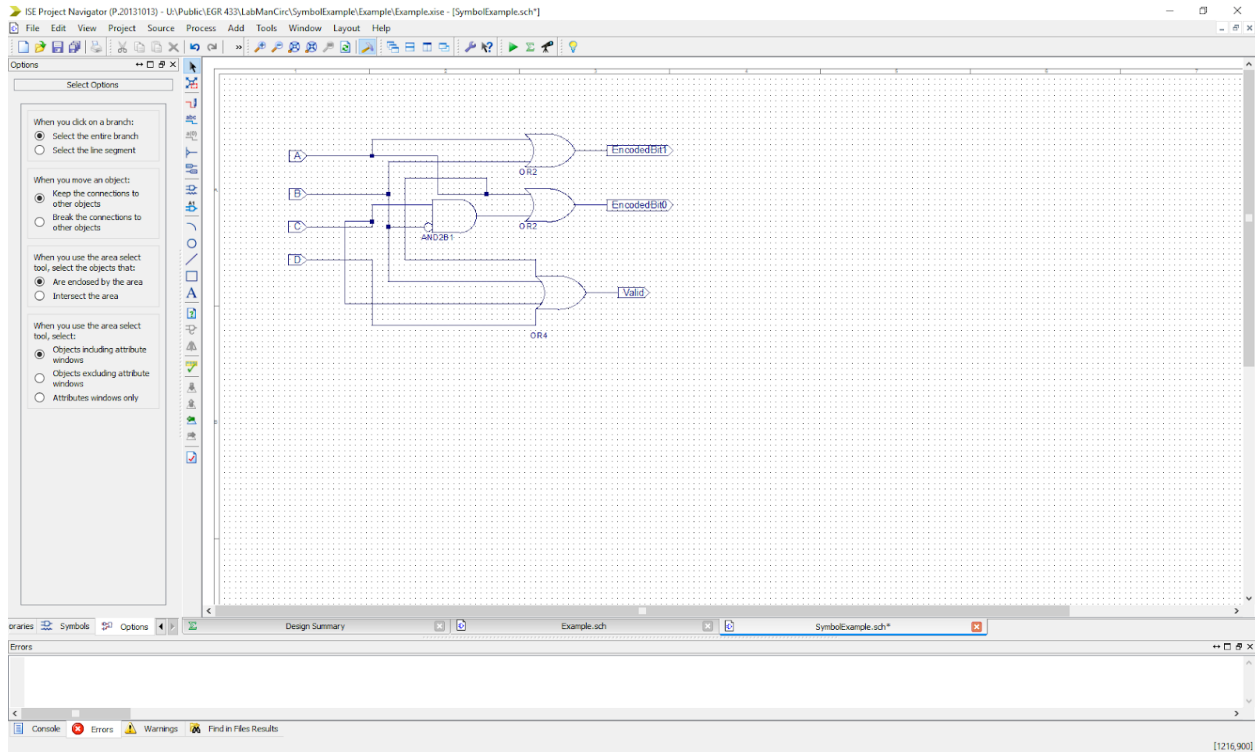 ISE Project Navigator (P.20131013) - U:\Public\EGR 433\LabManCirc\SymbolExample\Example\Example.xise - [SymbolExample.sch*]
File Edit View Project Source Process Add Tools Window Layout Help
Options
Select Options
When you click on a branch:
Select the entire branch
Select the line segment
When you move an object:
Keep the connections to
other objects
Break the connections to
other objects
When you use the area select
tool, select the objects that:
Are enclosed by the area
Intersect the area
When you use the area select
tool, select:
Objects including attribute
windows
Objects excluding attribute
windows
Attributes windows only
A
EncodedBit1
OR2
B
EncodedBit0
C
AND2B1
OR2
D
Valid
OR4
oraries Symbols Options
Design Summary
Example.sch
SymbolExample.sch*
Errors
Console Errors Warnings Find in Files Results
[1216,900]